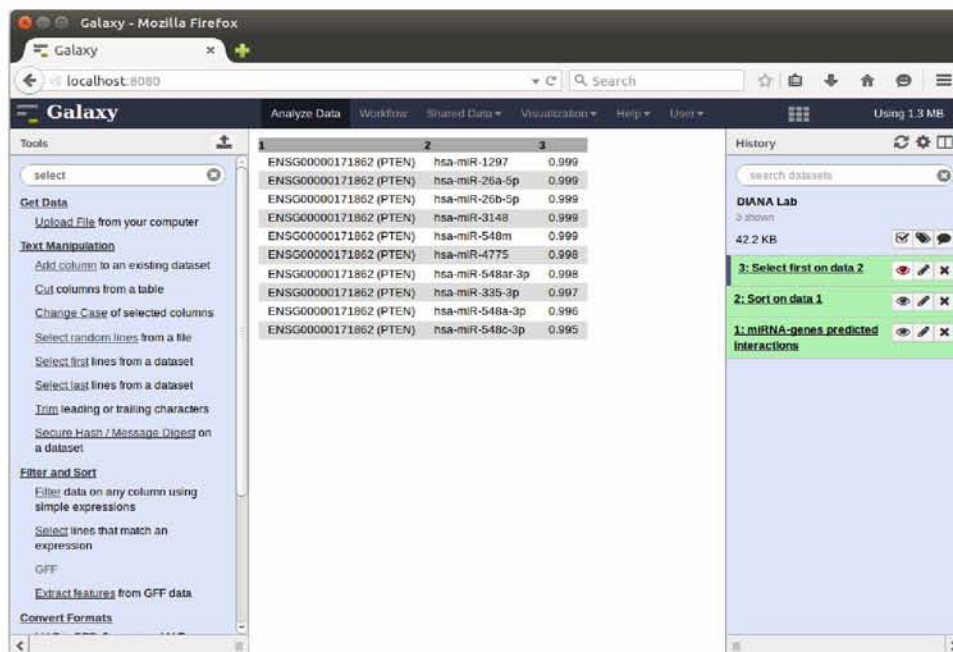 Galaxy - Mozilla Firefox
Galaxy
localhost:8080
Search
Galaxy
Analyze Data Workflow Shared Data Visualization Help User
Using 1.3 MB
Tools
select
Get Data
Upload File from your computer
Text Manipulation
Add column to an existing dataset
Cut columns from a table
Change Case of selected columns
Select random lines from a file
Select first lines from a dataset
Select last lines from a dataset
Trim leading or trailing characters
Secure Hash / Message Digest on
a dataset
Filter and Sort
Filter data on any column using
simple expressions
Select lines that match an
expression
GFF
Extract features from GFF data
Convert Formats
1 2 3
ENSG00000171862 (PTEN) hsa-miR-1297 0.999
ENSG00000171862 (PTEN) hsa-miR-26a-5p 0.999
ENSG00000171862 (PTEN) hsa-miR-26b-5p 0.999
ENSG00000171862 (PTEN) hsa-miR-3148 0.999
ENSG00000171862 (PTEN) hsa-miR-548m 0.999
ENSG00000171862 (PTEN) hsa-miR-4775 0.998
ENSG00000171862 (PTEN) hsa-miR-548ar-3p 0.998
ENSG00000171862 (PTEN) hsa-miR-335-3p 0.997
ENSG00000171862 (PTEN) hsa-miR-548a-3p 0.996
ENSG00000171862 (PTEN) hsa-miR-548c-3p 0.995
History
search datasets
DIANA Lab
3 shown
42.2 KB
3: Select first on data 2
2: Sort on data 1
1: miRNA-genes predicted
interactions